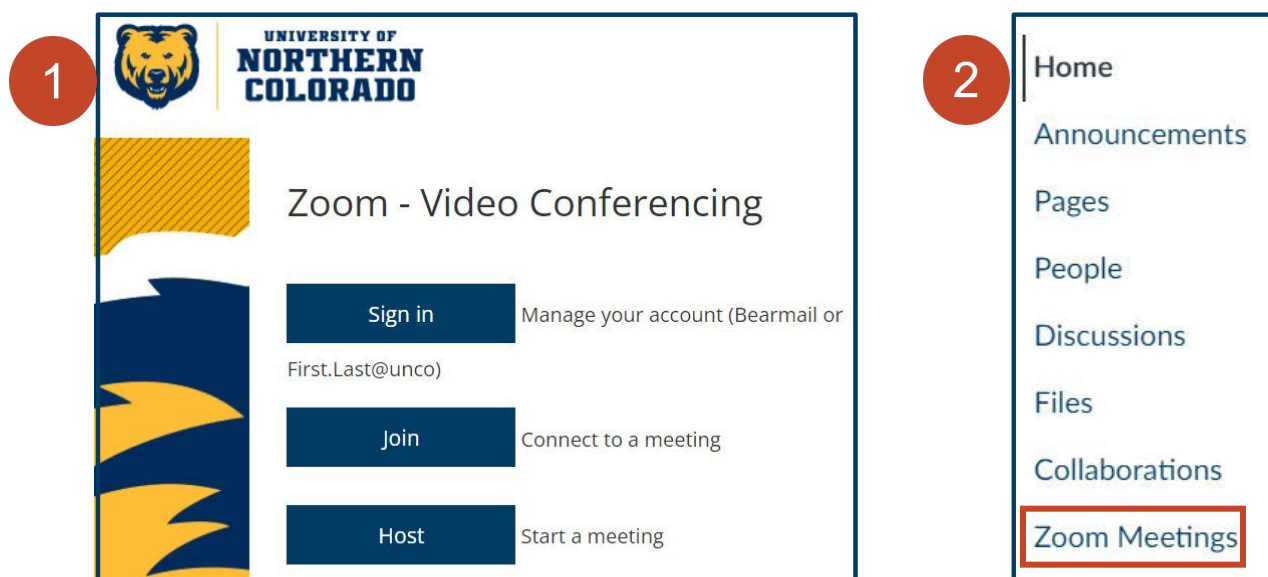 1
UNIVERSITY OF
NORTHERN
COLORADO
Zoom - Video Conferencing
Sign in Manage your account (Bearmail or
First.Last@unco)
Join Connect to a meeting
Host Start a meeting
2
Home
Announcements
Pages
People
Discussions
Files
Collaborations
Zoom Meetings